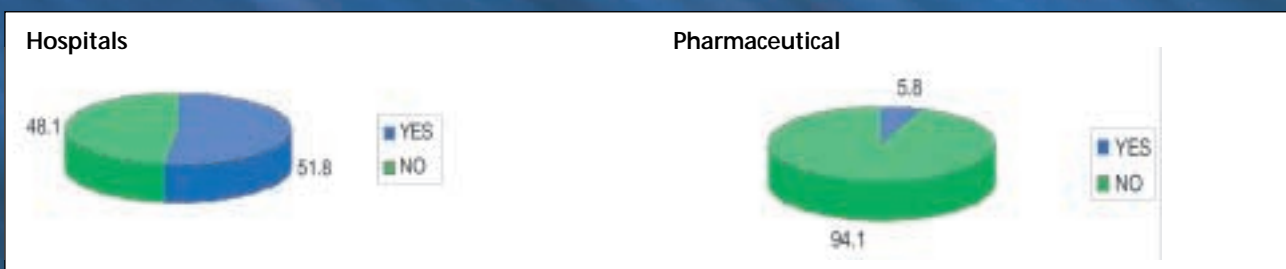 Hospitals
48.1
51.8
YES
NO
Pharmaceutical
5.8
94.1
YES
NO